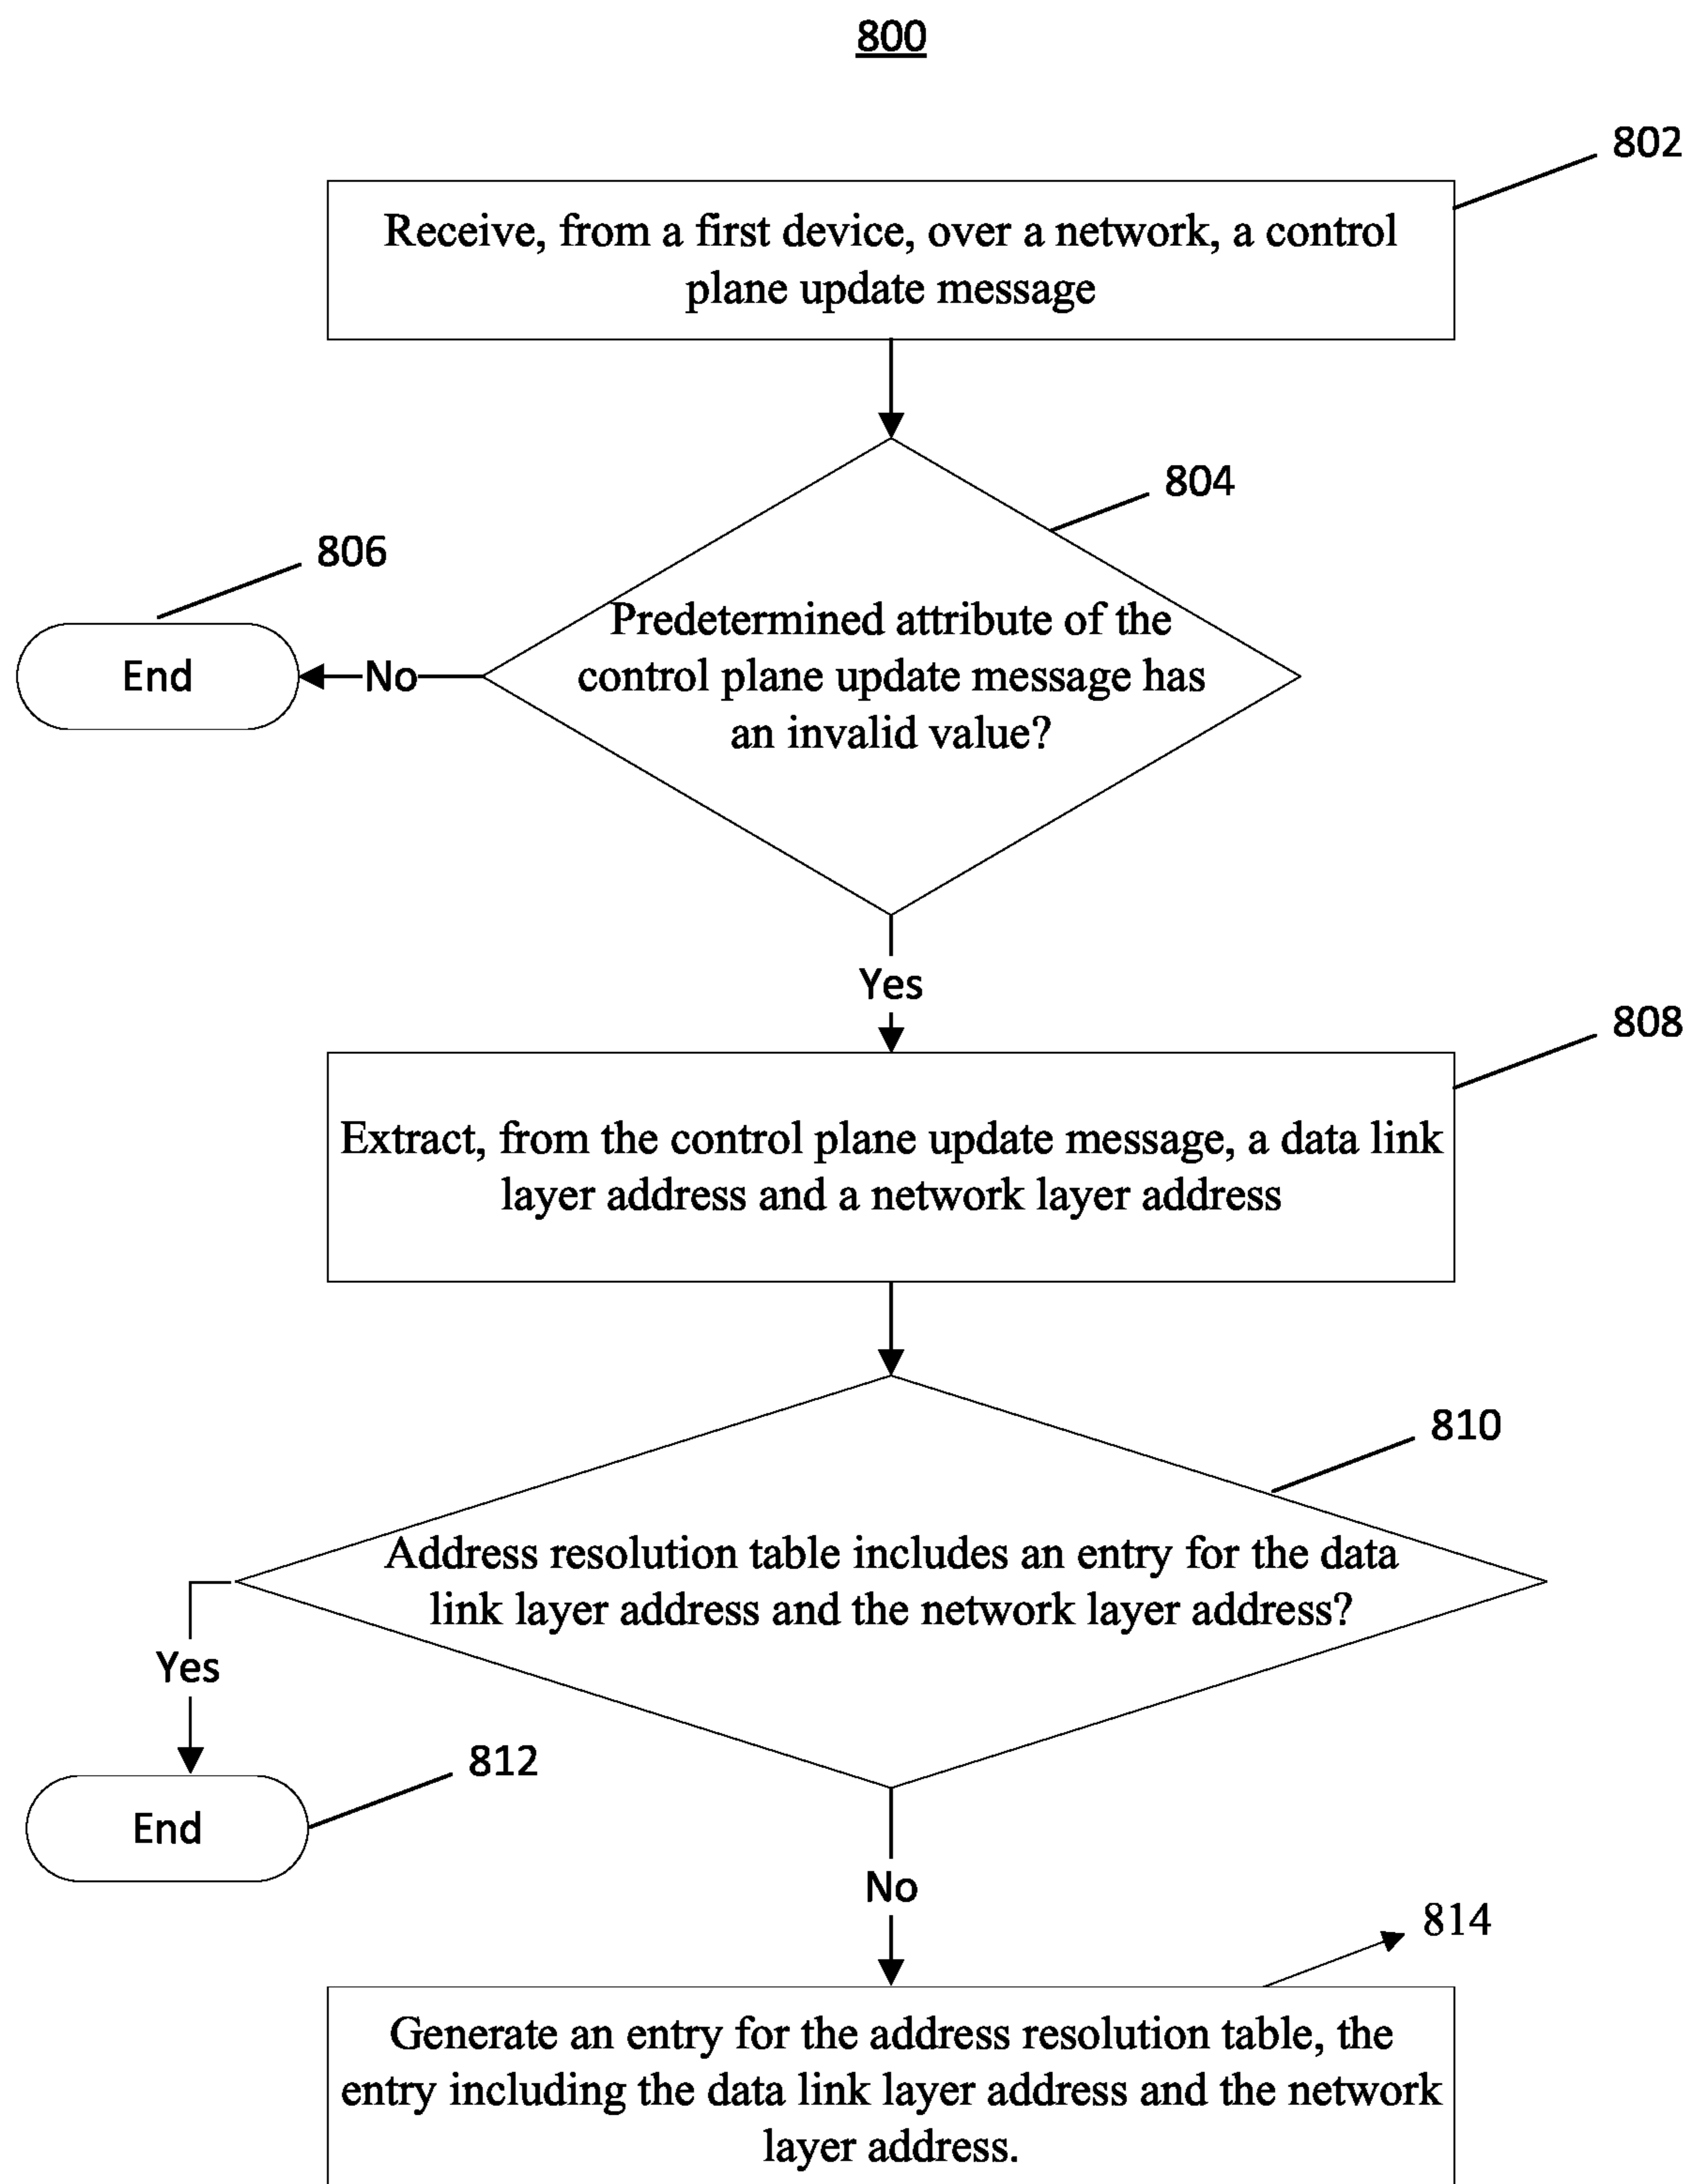 800
802
Receive, from a first device, over a network, a control
plane update message
804
806
Predetermined attribute of the
control plane update message has
an invalid value?
End
No
Yes
808
Extract, from the control plane update message, a data link
layer address and a network layer address
810
Address resolution table includes an entry for the data
link layer address and the network layer address?
Yes
812
End
No
814
Generate an entry for the address resolution table, the
entry including the data link layer address and the network
layer address.